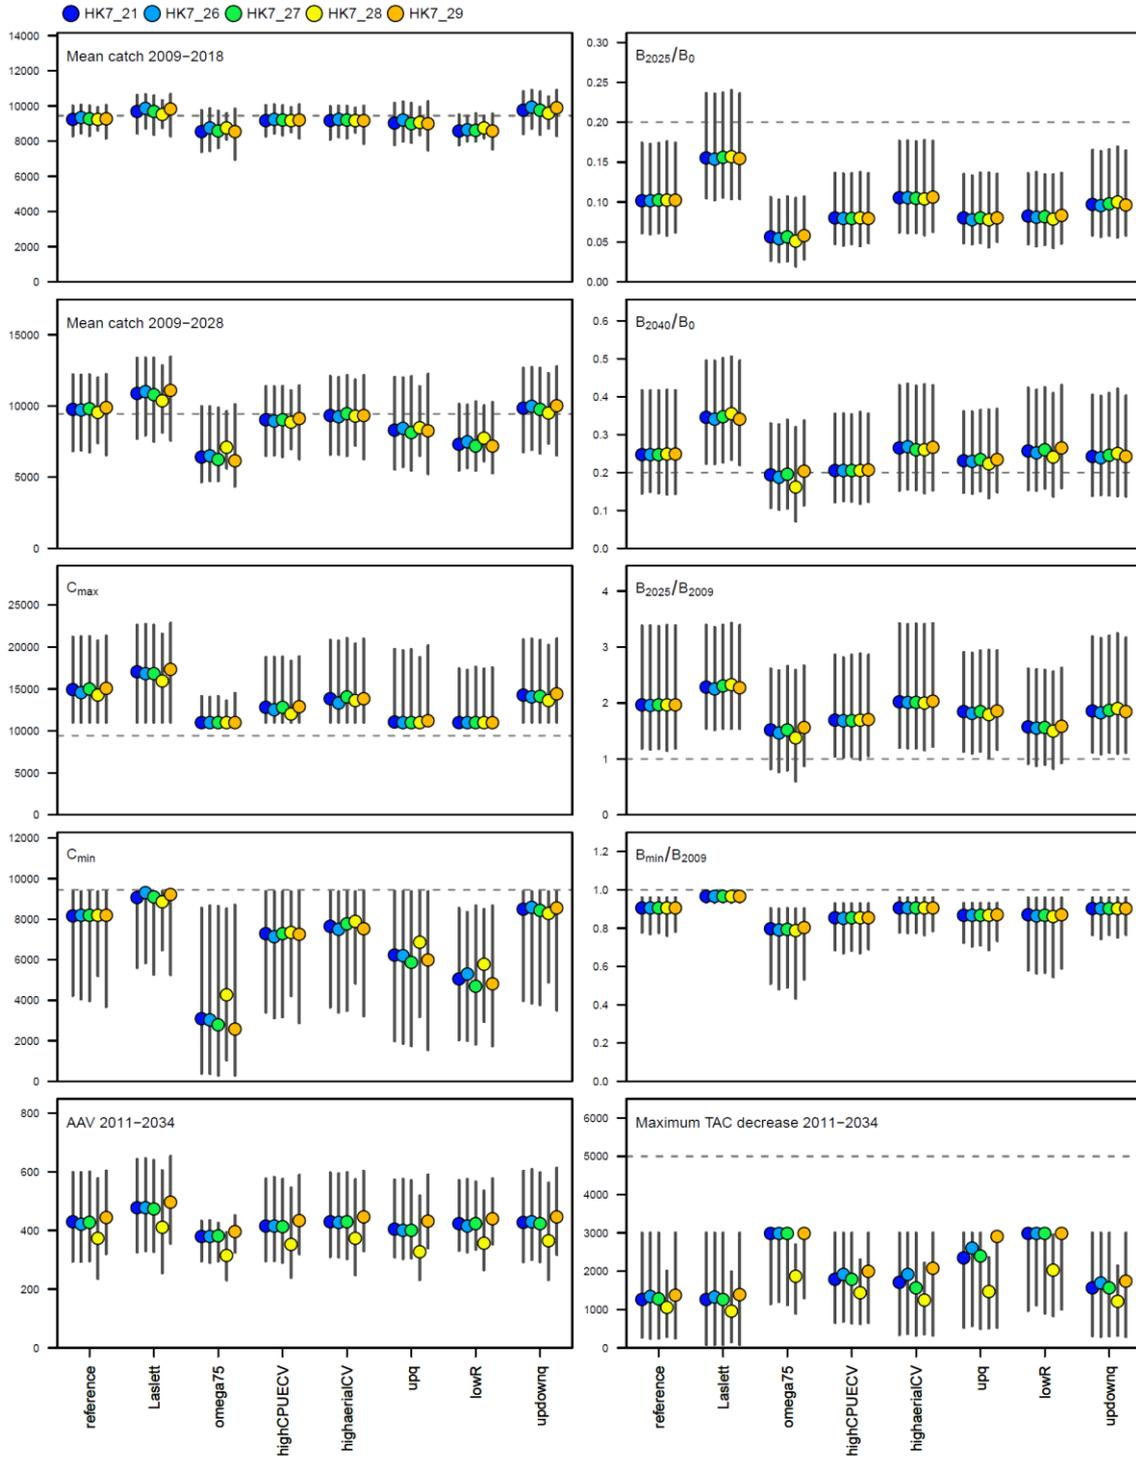 HK7_21 HK7_26 HK7_27 HK7_28 HK7_29
Mean catch 2009−2018
14000
12000
10000
8000
6000
4000
2000
0
B2025/B0
0.30
0.25
0.20
0.15
0.10
0.05
0.00
Mean catch 2009−2028
15000
10000
5000
0
B2040/B0
0.6
0.5
0.4
0.3
0.2
0.1
0.0
Cmax
25000
20000
15000
10000
5000
0
B2025/B2009
4
3
2
1
0
Cmin
12000
10000
8000
6000
4000
2000
0
Bmin/B2009
1.2
1.0
0.8
0.6
0.4
0.2
0.0
AAV 2011−2034
800
600
400
200
0
Maximum TAC decrease 2011−2034
6000
5000
4000
3000
2000
1000
0
reference
Laslett
omega75
highCPUECV
highaerialCV
upq
lowR
updownq
reference
Laslett
omega75
highCPUECV
highaerialCV
upq
lowR
updownq